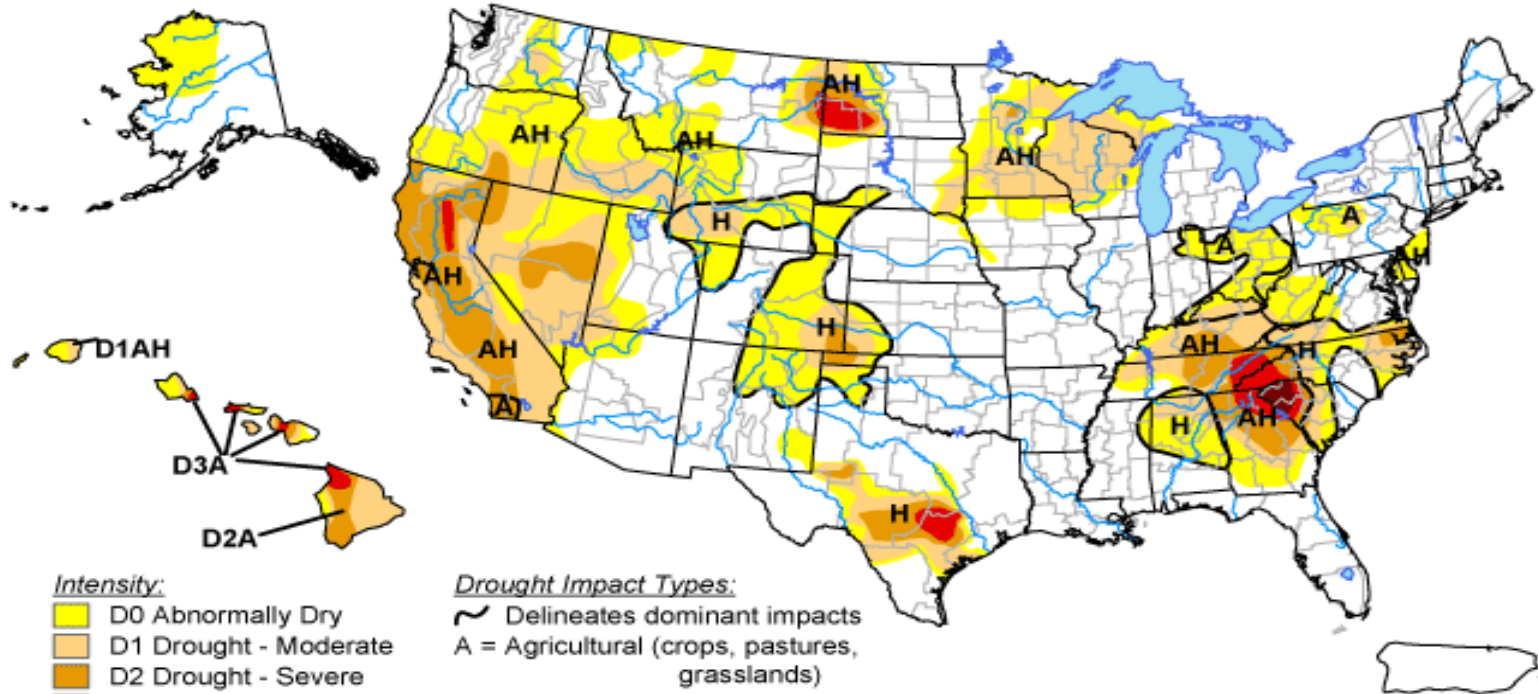 AH
AH
AH
AH
H
A
A
AH
AH
H
AH
AH
H
AH
A
AH
H
H
D1AH
D3A
D2A
Intensity:
D0 Abnormally Dry
D1 Drought - Moderate
D2 Drought - Severe
Drought Impact Types:
Delineates dominant impacts
A = Agricultural (crops, pastures,
grasslands)